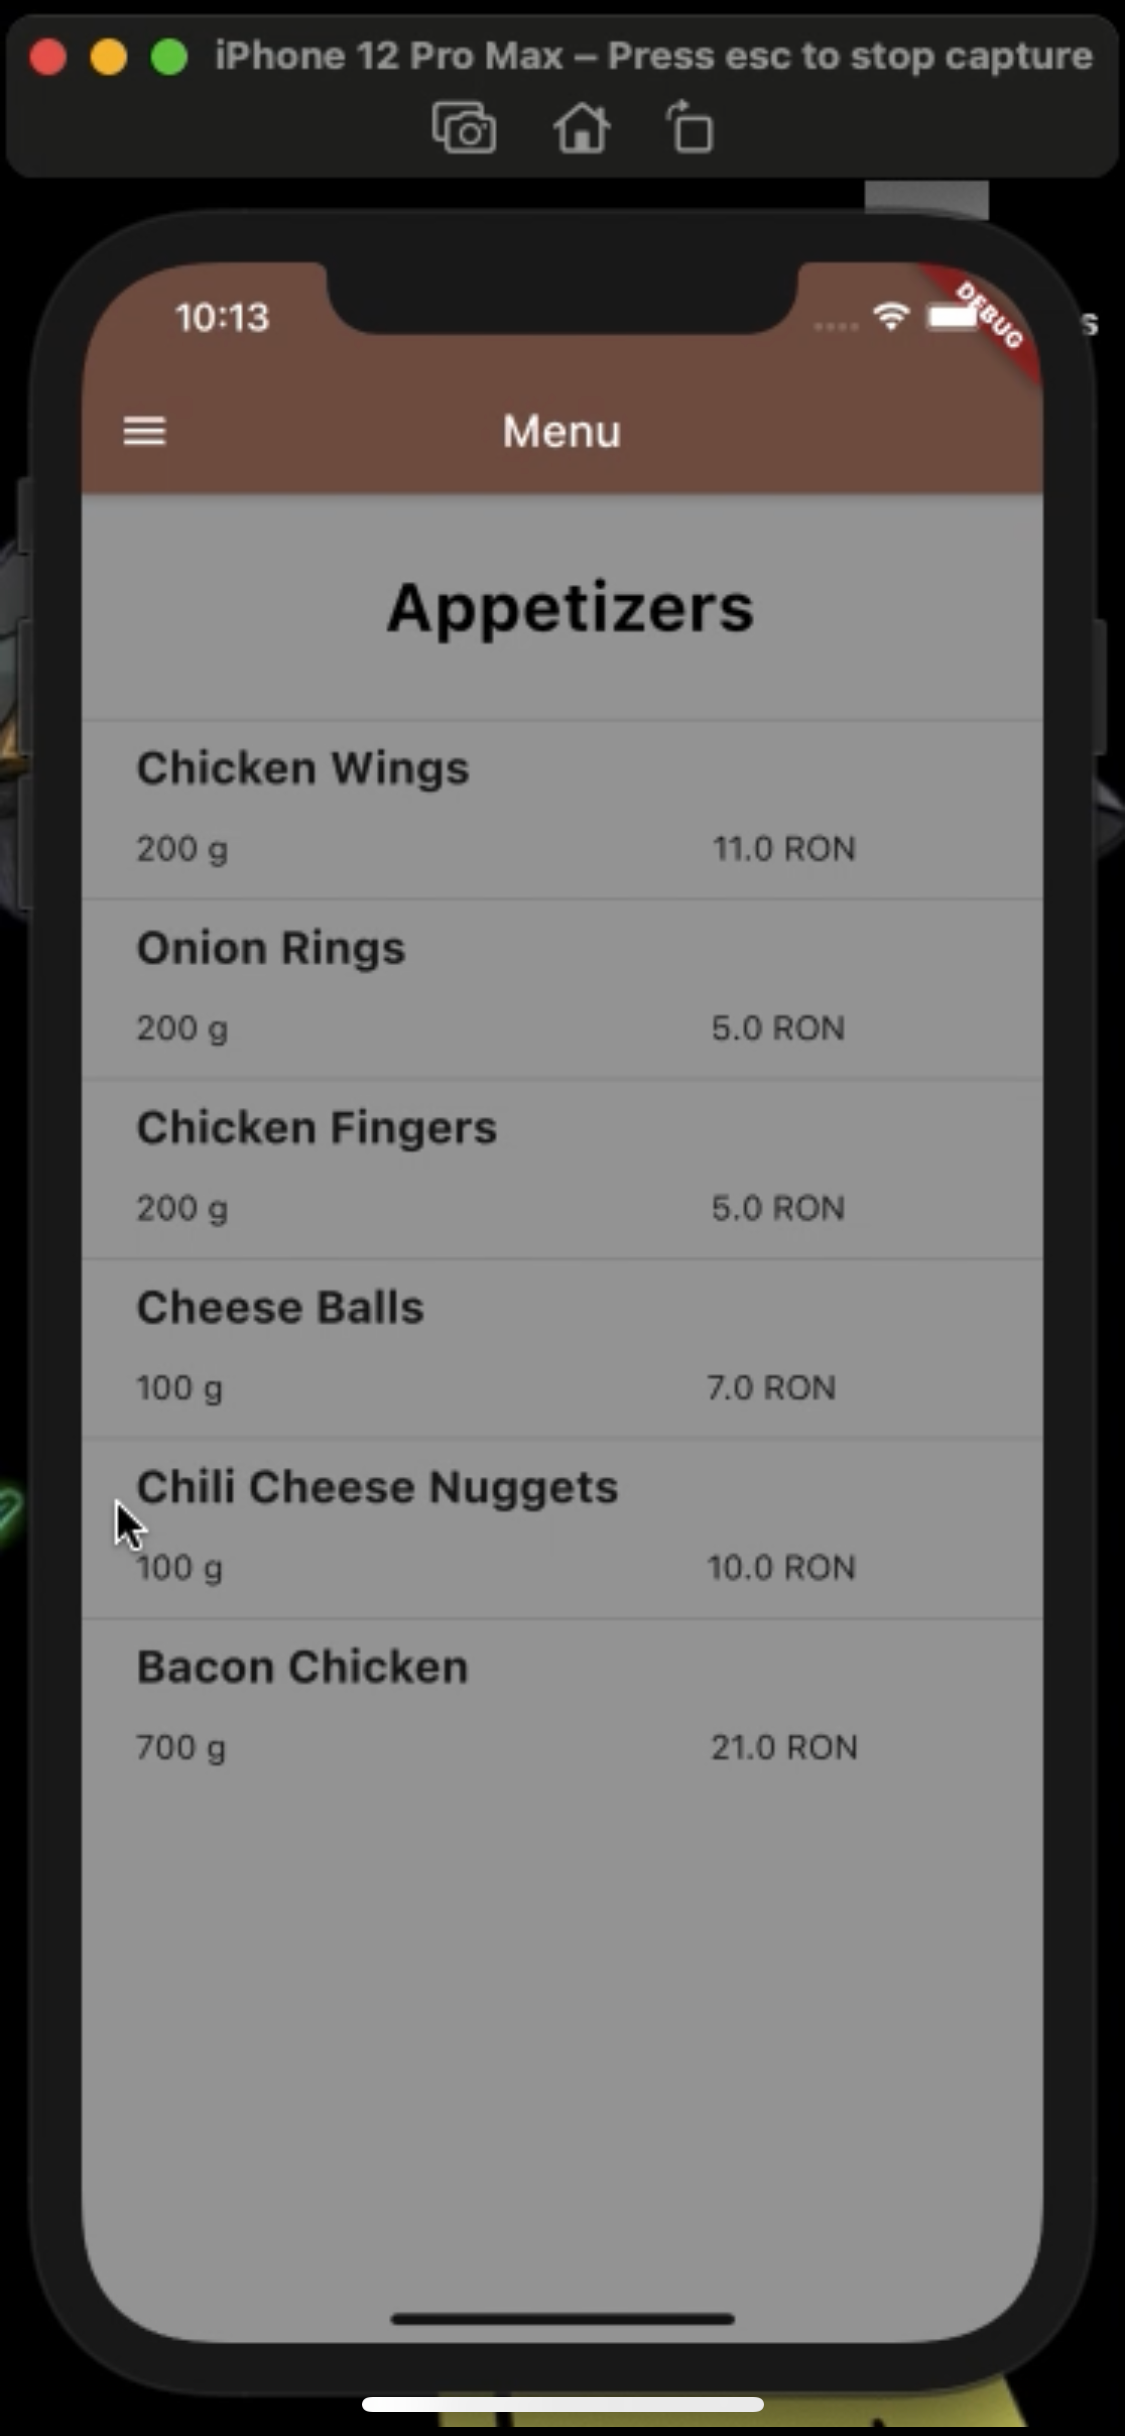 iPhone 12 Pro Max – Press esc to stop capture
10:13
DEBUG
s
Menu
Appetizers
Chicken Wings
200 g 11.0 RON
Onion Rings
200 g 5.0 RON
Chicken Fingers
200 g 5.0 RON
Cheese Balls
100 g 7.0 RON
Chili Cheese Nuggets
100 g 10.0 RON
Bacon Chicken
700 g 21.0 RON